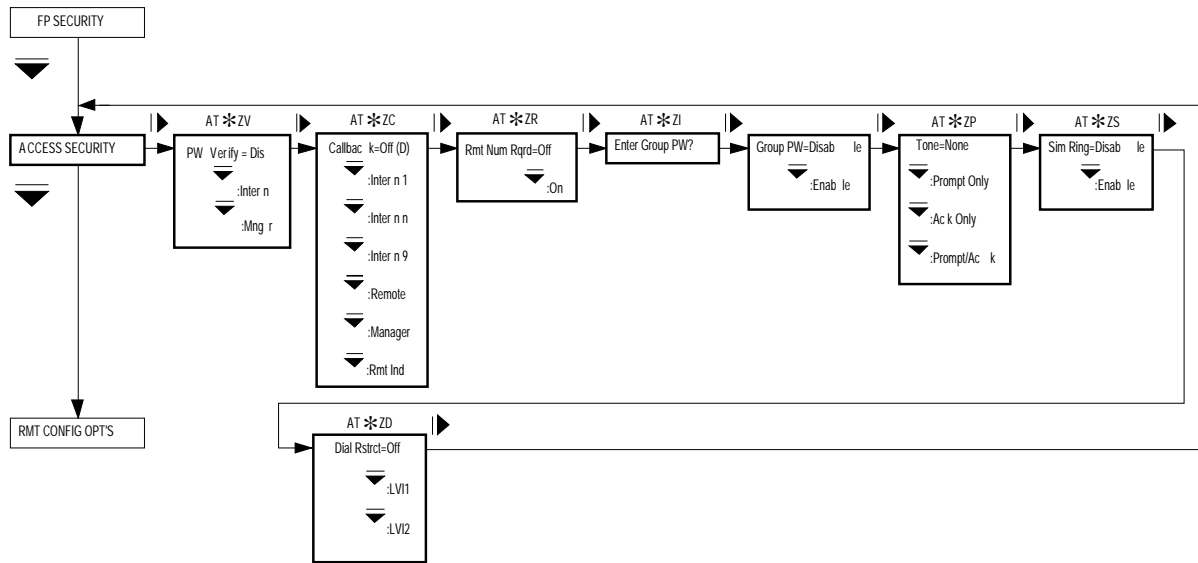 FP SECURITY
ACCESS SECURITY
AT *ZV
PW Verify = Dis
:Inter n
:Mng r
AT *ZC
Callbac k=Off (D)
:Inter n 1
:Inter n n
:Inter n 9
:Remote
:Manager
:Rmt Ind
AT *ZR
Rmt Num Rqrd=Off
:On
AT *ZI
Enter Group PW?
Group PW=Disab le
:Enab le
AT *ZP
Tone=None
:Prompt Only
:Ac k Only
:Prompt/Ac k
AT *ZS
Sim Ring=Disab le
:Enab le
RMT CONFIG OPT'S
AT *ZD
Dial Rstrct=Off
:LVl1
:LVl2